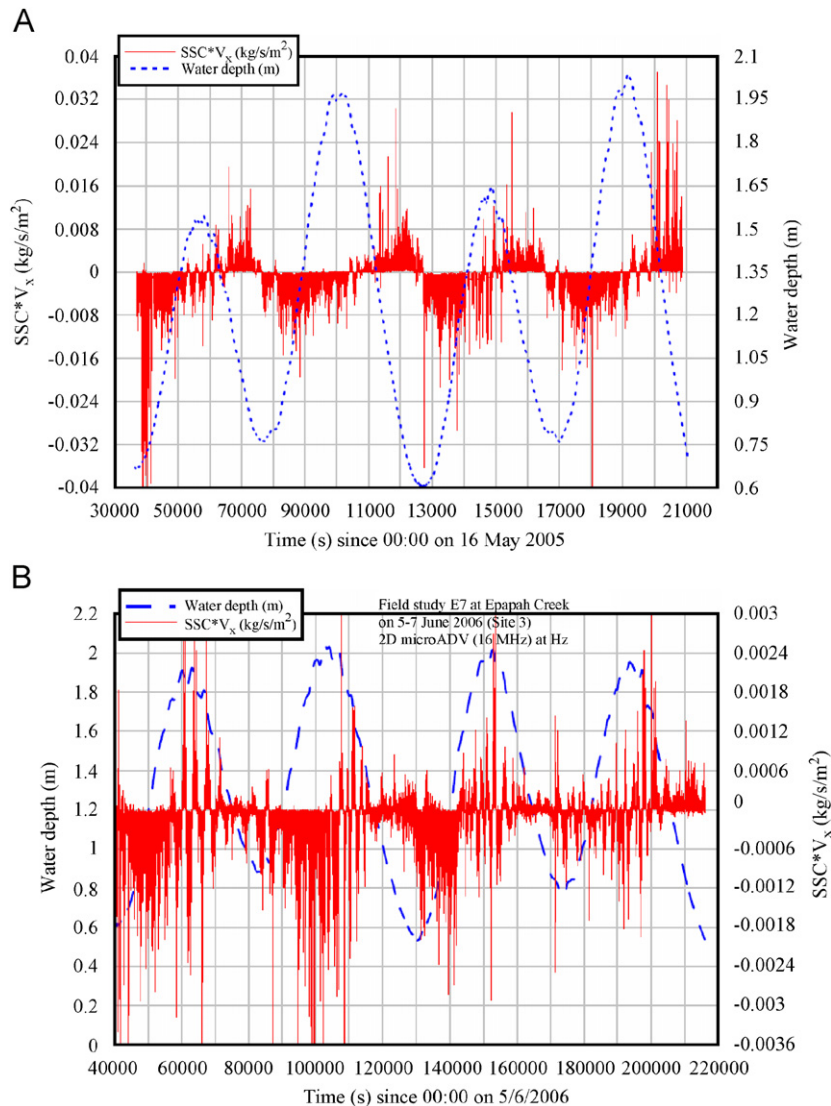 A
SSC*Vx (kg/s/m²)
Water depth (m)
0.04
0.032
0.024
0.016
0.008
0
-0.008
-0.016
-0.024
-0.032
-0.04
SSC*Vx (kg/s/m²)
2.1
1.95
1.8
1.65
1.5
1.35
1.2
1.05
0.9
0.75
0.6
Water depth (m)
30000 50000 70000 90000 11000 13000 15000 17000 19000 21000
Time (s) since 00:00 on 16 May 2005
B
Water depth (m)
SSC*Vx (kg/s/m²)
Field study E7 at Epapah Creek
on 5-7 June 2006 (Site 3)
2D microADV (16 MHz) at Hz
2.2
2
1.8
1.6
1.4
1.2
1
0.8
0.6
0.4
0.2
0
Water depth (m)
0.003
0.0024
0.0018
0.0012
0.0006
0
-0.0006
-0.0012
-0.0018
-0.0024
-0.003
-0.0036
SSC*Vx (kg/s/m²)
40000 60000 80000 100000 120000 140000 160000 180000 200000 220000
Time (s) since 00:00 on 5/6/2006